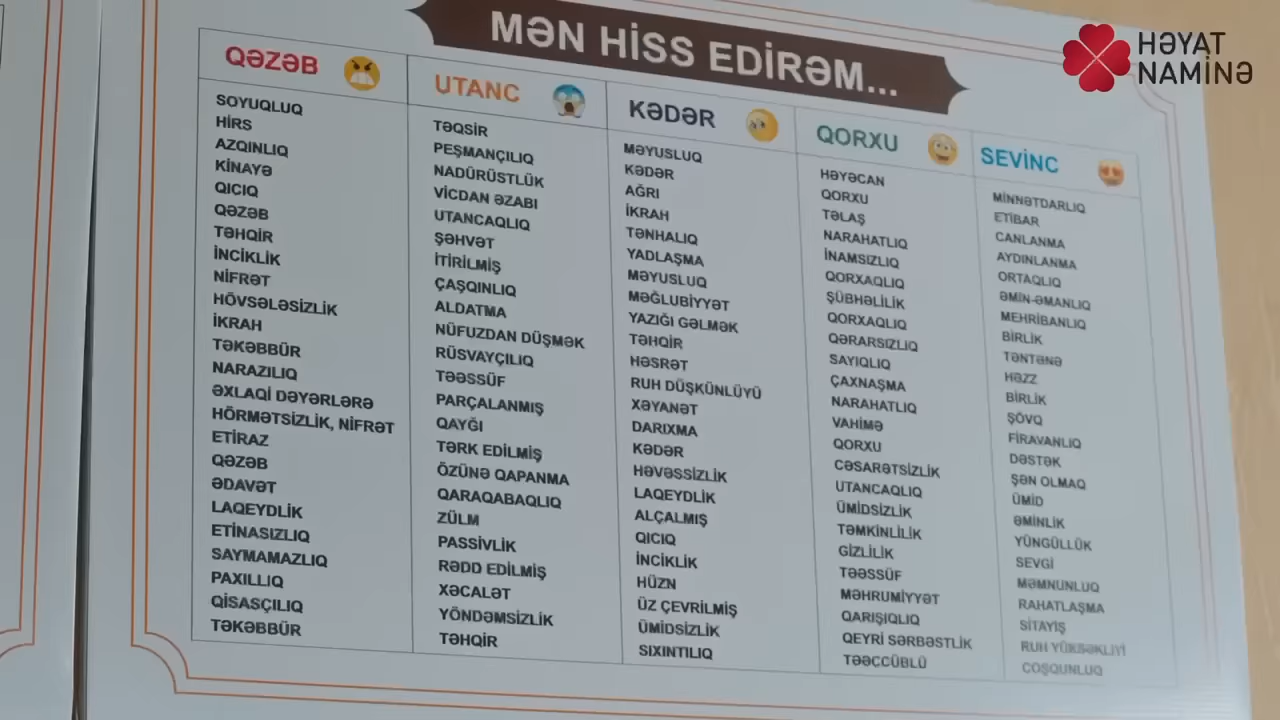 MƏN HİSS EDİRƏM...
HƏYAT
NAMİNƏ
QƏZƏB
SOYUQLUQ
HİRS
AZQINLIQ
KİNAYƏ
QICIQ
QƏZƏB
TƏHQİR
İNCİKLİK
NİFRƏT
HÖVSƏLƏSİZLİK
İKRAH
TƏKƏBBÜR
NARAZILIQ
ƏXLAQİ DƏYƏRLƏRƏ
HÖRMƏTSİZLİK, NİFRƏT
ETİRAZ
QƏZƏB
ƏDAVƏT
LAQEYDLİK
ETİNASIZLIQ
SAYMAMAZLIQ
PAXILLIQ
QİSASÇILIQ
TƏKƏBBÜR
UTANC
TƏQSİR
PEŞMANÇILIQ
NADÜRÜSTLÜK
VİCDAN ƏZABI
UTANCAQLIQ
ŞƏHVƏT
İTİRİLMİŞ
ÇAŞQINLIQ
ALDATMA
NÜFUZDAN DÜŞMƏK
RÜSVAYÇILIQ
TƏƏSSÜF
PARÇALANMIŞ
QAYĞI
TƏRK EDİLMİŞ
ÖZÜNƏ QAPANMA
QARAQABAQLIQ
ZÜLM
PASSİVLİK
RƏDD EDİLMİŞ
XƏCALƏT
YÖNDƏMSİZLİK
TƏHQİR
KƏDƏR
MƏYUSLUQ
KƏDƏR
AĞRI
İKRAH
TƏNHALIQ
YADLAŞMA
MƏYUSLUQ
MƏĞLUBİYYƏT
YAZIĞI GƏLMƏK
TƏHQİR
HƏSRƏT
RUH DÜŞKÜNLÜYÜ
XƏYANƏT
DARIXMA
KƏDƏR
HƏVƏSSİZLİK
LAQEYDLİK
ALÇALMIŞ
QICIQ
İNCİKLİK
HÜZN
ÜZ ÇEVRİLMİŞ
ÜMİDSİZLİK
SIXINTILIQ
QORXU
HƏYƏCAN
QORXU
TƏLAŞ
NARAHATLIQ
İNAMSIZLIQ
QORXAQLIQ
ŞÜBHƏLİLİK
QORXAQLIQ
QƏRARSIZLIQ
SAYIQLIQ
ÇAXNAŞMA
NARAHATLIQ
VAHİMƏ
QORXU
CƏSARƏTSİZLİK
UTANCAQLIQ
ÜMİDSİZLİK
TƏMKİNLİLİK
GİZLİLİK
TƏƏSSÜF
MƏHRUMİYYƏT
QARIŞIQLIQ
QEYRİ SƏRBƏSTLİK
TƏƏCCÜBLÜ
SEVİNC
MİNNƏTDARLIQ
ETİBAR
CANLANMA
AYDINLANMA
ORTAQLIQ
ƏMİN-ƏMANLIQ
MEHRİBANLIQ
BİRLİK
TƏNTƏNƏ
HƏZZ
BİRLİK
ŞÖVQ
FİRAVANLIQ
DƏSTƏK
ŞƏN OLMAQ
ÜMİD
ƏMİNLİK
YÜNGÜLLÜK
SEVGİ
MƏMNUNLUQ
RAHATLAŞMA
SİTAYİŞ
RUH YÜKSƏKLİYİ
COŞQUNLUQ